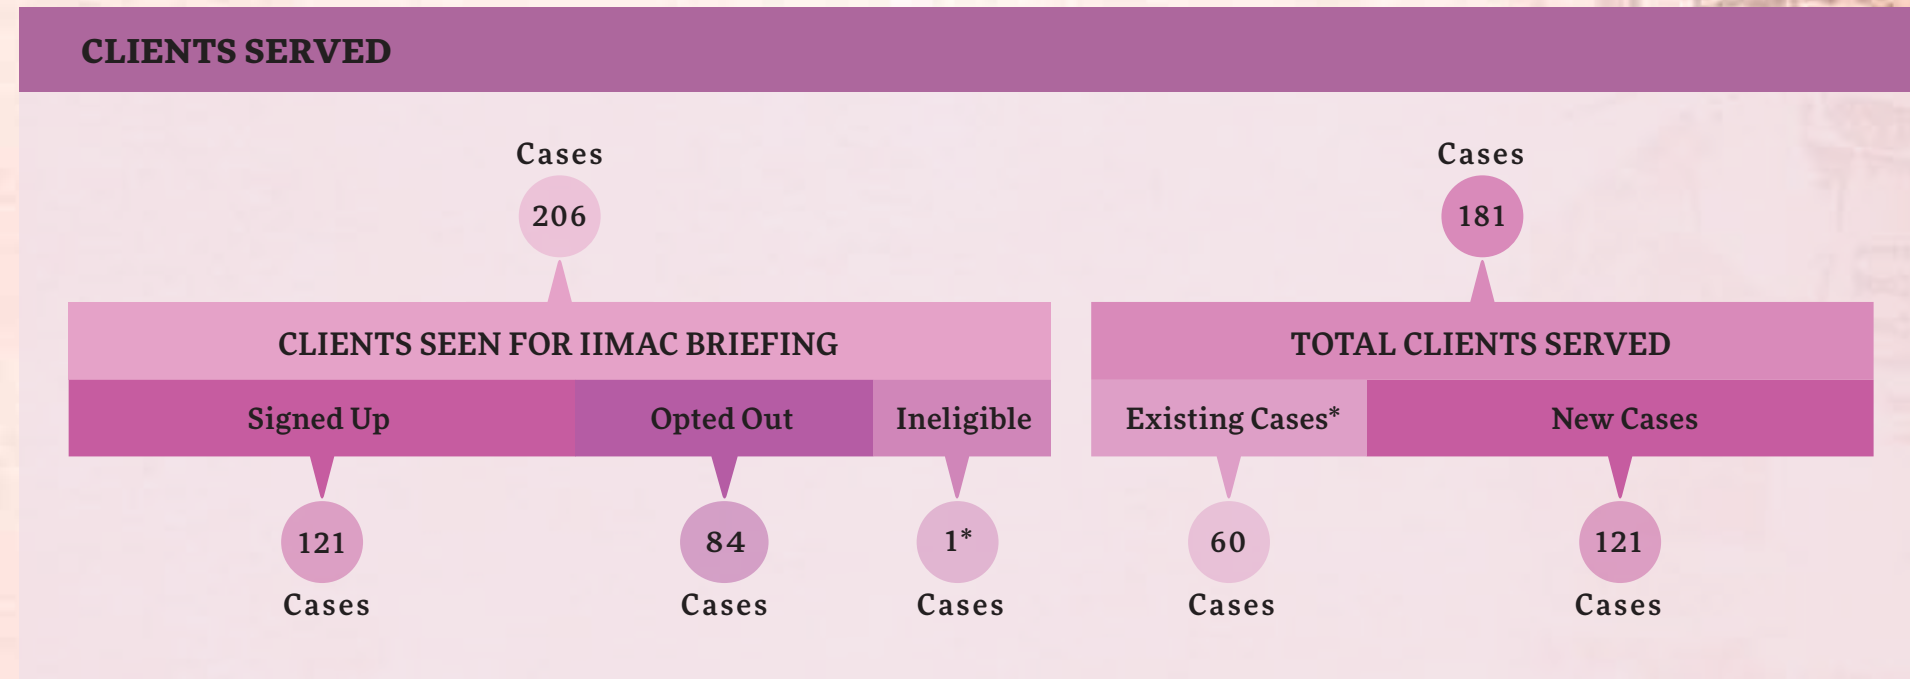 CLIENTS SERVED
Cases
206
CLIENTS SEEN FOR IIMAC BRIEFING
Signed Up
Opted Out
Ineligible
121
84
1*
Cases
Cases
Cases
Cases
181
TOTAL CLIENTS SERVED
Existing Cases*
New Cases
60
121
Cases
Cases